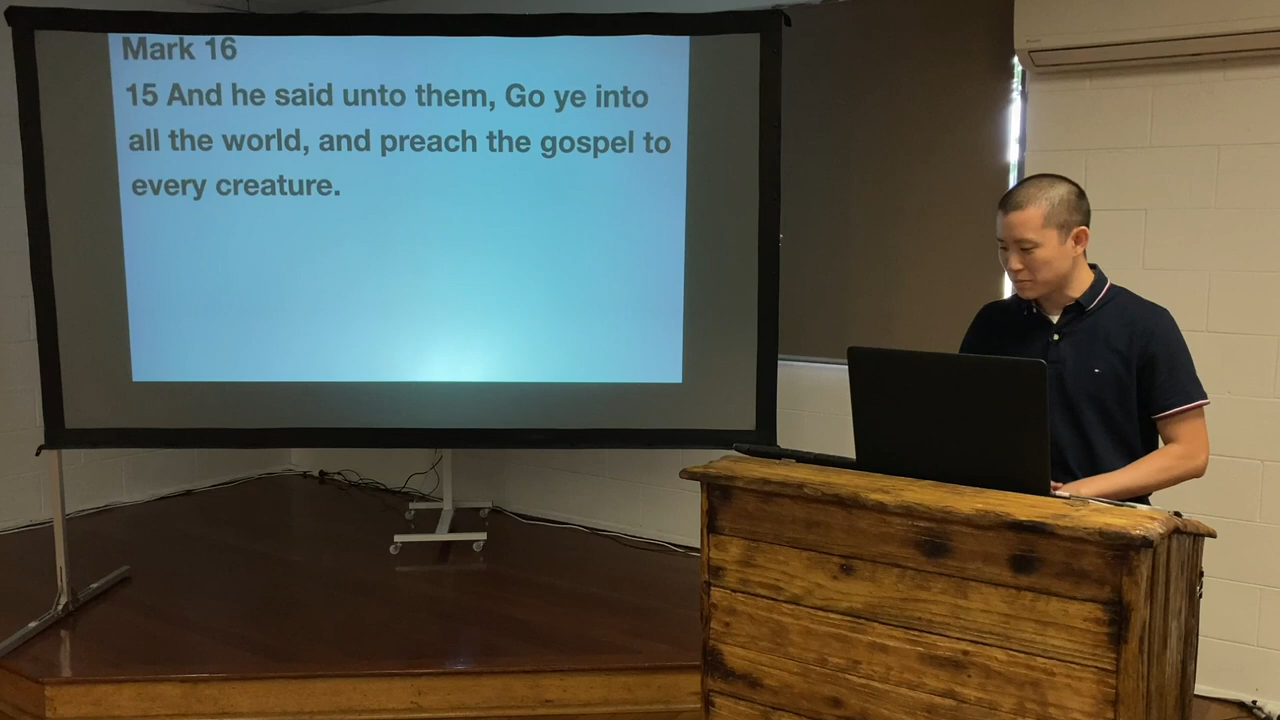 Mark 16
15 And he said unto them, Go ye into
all the world, and preach the gospel to
every creature.